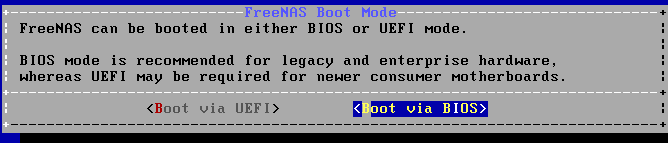 FreeNAS Boot Mode
FreeNAS can be booted in either BIOS or UEFI mode.
BIOS mode is recommended for legacy and enterprise hardware,
whereas UEFI may be required for newer consumer motherboards.
<Boot via UEFI> <Boot via BIOS>